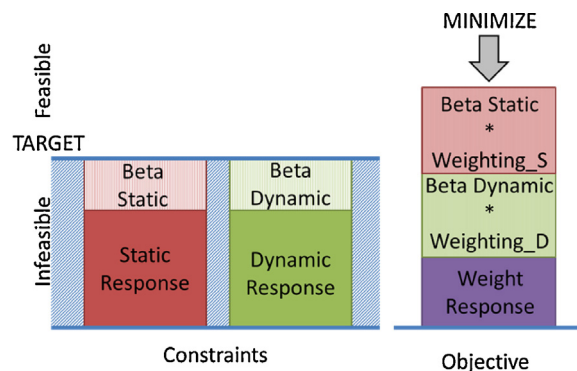 MINIMIZE
Feasible
TARGET
Infeasible
Beta
Static
Beta
Dynamic
Static
Response
Dynamic
Response
Constraints
Beta Static
*
Weighting_S
Beta Dynamic
*
Weighting_D
Weight
Response
Objective